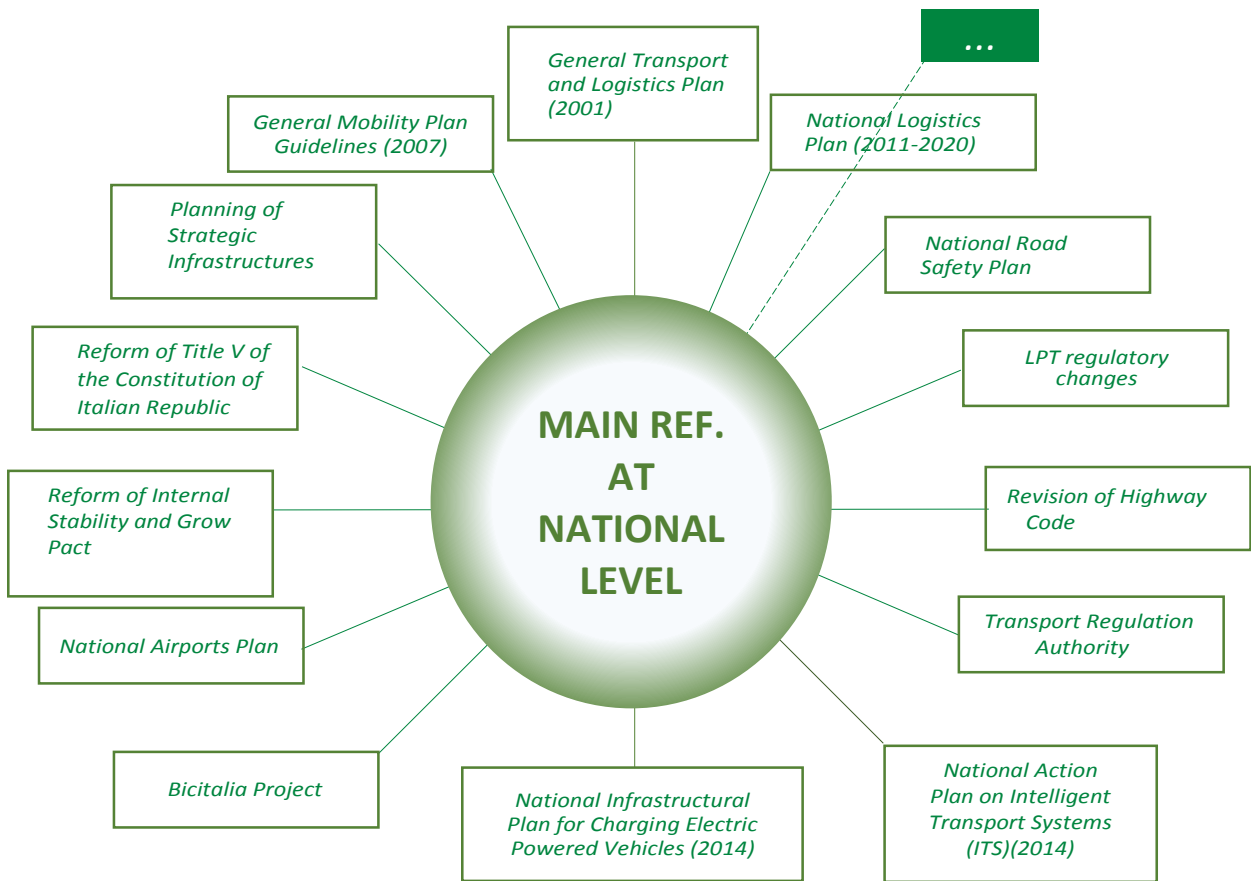 ...
General Transport
and Logistics Plan
(2001)
General Mobility Plan
Guidelines (2007)
National Logistics
Plan (2011-2020)
Planning of
Strategic
Infrastructures
National Road
Safety Plan
Reform of Title V of
the Constitution of
Italian Republic
LPT regulatory
changes
MAIN REF.
AT
NATIONAL
LEVEL
Reform of Internal
Stability and Grow
Pact
Revision of Highway
Code
National Airports Plan
Transport Regulation
Authority
Bicitalia Project
National Infrastructural
Plan for Charging Electric
Powered Vehicles (2014)
National Action
Plan on Intelligent
Transport Systems
(ITS)(2014)